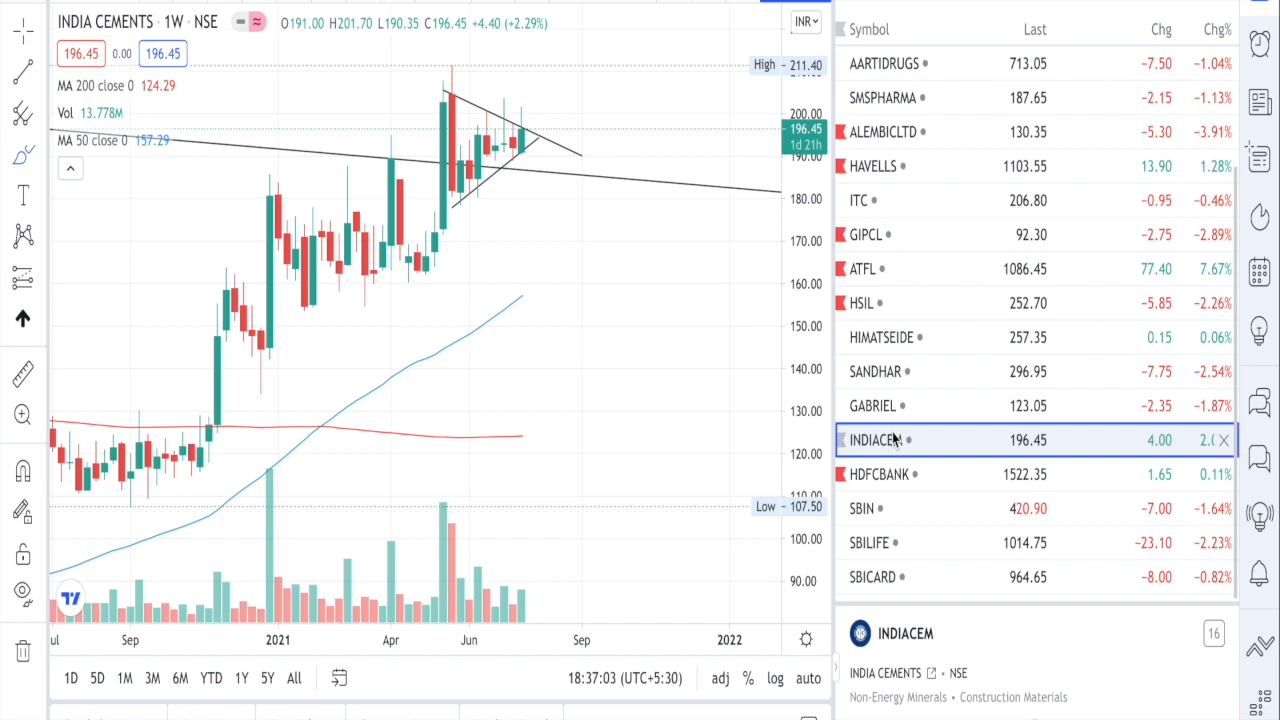 INDIA CEMENTS · 1W · NSE
O191.00 H201.70 L190.35 C196.45 +4.40 (+2.29%)
INR
196.45 0.00 196.45
MA 200 close 0 124.29
Vol 13.778M
MA 50 close 0 157.29
High 211.40
200.00
196.45
1d 21h
190.00
180.00
170.00
160.00
150.00
140.00
130.00
120.00
Low 107.50
100.00
90.00
Sep 2021 Apr Jun Sep 2022
1D 5D 1M 3M 6M YTD 1Y 5Y All
18:37:03 (UTC+5:30) adj % log auto
Symbol Last Chg Chg%
AARTIDRUGS 713.05 −7.50 −1.04%
SMSPHARMA 187.65 −2.15 −1.13%
ALEMBICLTD 130.35 −5.30 −3.91%
HAVELLS 1103.55 13.90 1.28%
ITC 206.80 −0.95 −0.46%
GIPCL 92.30 −2.75 −2.89%
ATFL 1086.45 77.40 7.67%
HSIL 252.70 −5.85 −2.26%
HIMATSEIDE 257.35 0.15 0.06%
SANDHAR 296.95 −7.75 −2.54%
GABRIEL 123.05 −2.35 −1.87%
INDIACEM 196.45 4.00
HDFCBANK 1522.35 1.65 0.11%
SBIN 420.90 −7.00 −1.64%
SBILIFE 1014.75 −23.10 −2.23%
SBICARD 964.65 −8.00 −0.82%
INDIACEM
16
INDIA CEMENTS • NSE
Non-Energy Minerals • Construction Materials